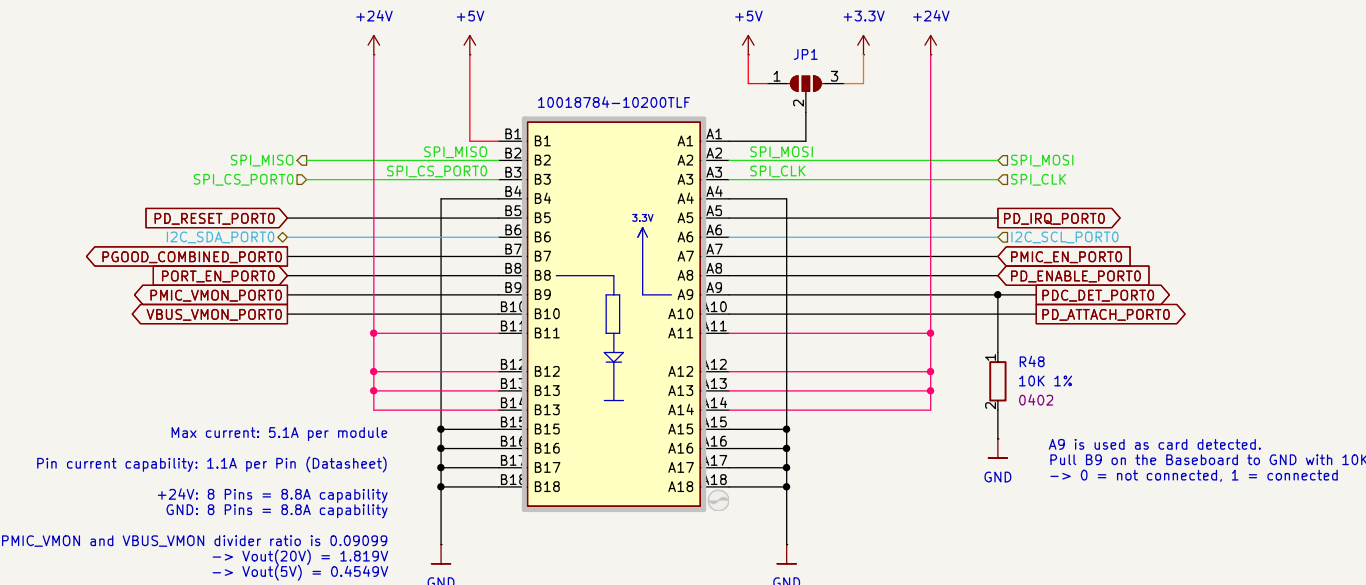 +24V
+5V
+5V
+3.3V
+24V
JP1
1
3
2
10018784-10200TLF
B1 B1 A1 A1
SPI_MISO SPI_MISO B2 B2 A2 A2 SPI_MOSI SPI_MOSI
SPI_CS_PORT0 SPI_CS_PORT0 B3 B3 A3 A3 SPI_CLK SPI_CLK
B4 B4 A4 A4
PD_RESET_PORT0 B5 B5 3.3V A5 A5 PD_IRQ_PORT0
I2C_SDA_PORT0 B6 B6 A6 A6 I2C_SCL_PORT0
PGOOD_COMBINED_PORT0 B7 B7 A7 A7 PMIC_EN_PORT0
PORT_EN_PORT0 B8 B8 A8 A8 PD_ENABLE_PORT0
PMIC_VMON_PORT0 B9 B9 A9 A9 PDC_DET_PORT0
VBUS_VMON_PORT0 B10 B10 A10 A10 PD_ATTACH_PORT0
B11 B11 A11 A11
B12 B12 A12 A12
B13 B13 A13 A13
B14 B13 A14 A14
B15 B15 A15 A15
B16 B16 A16 A16
B17 B17 A17 A17
B18 B18 A18 A18
1
2
R48
10K 1%
0402
GND
Max current: 5.1A per module
Pin current capability: 1.1A per Pin (Datasheet)
+24V: 8 Pins = 8.8A capability
GND: 8 Pins = 8.8A capability
PMIC_VMON and VBUS_VMON divider ratio is 0.09099
-> Vout(20V) = 1.819V
-> Vout(5V) = 0.4549V
A9 is used as card detected.
Pull B9 on the Baseboard to GND with 10K
-> 0 = not connected, 1 = connected
GND
GND